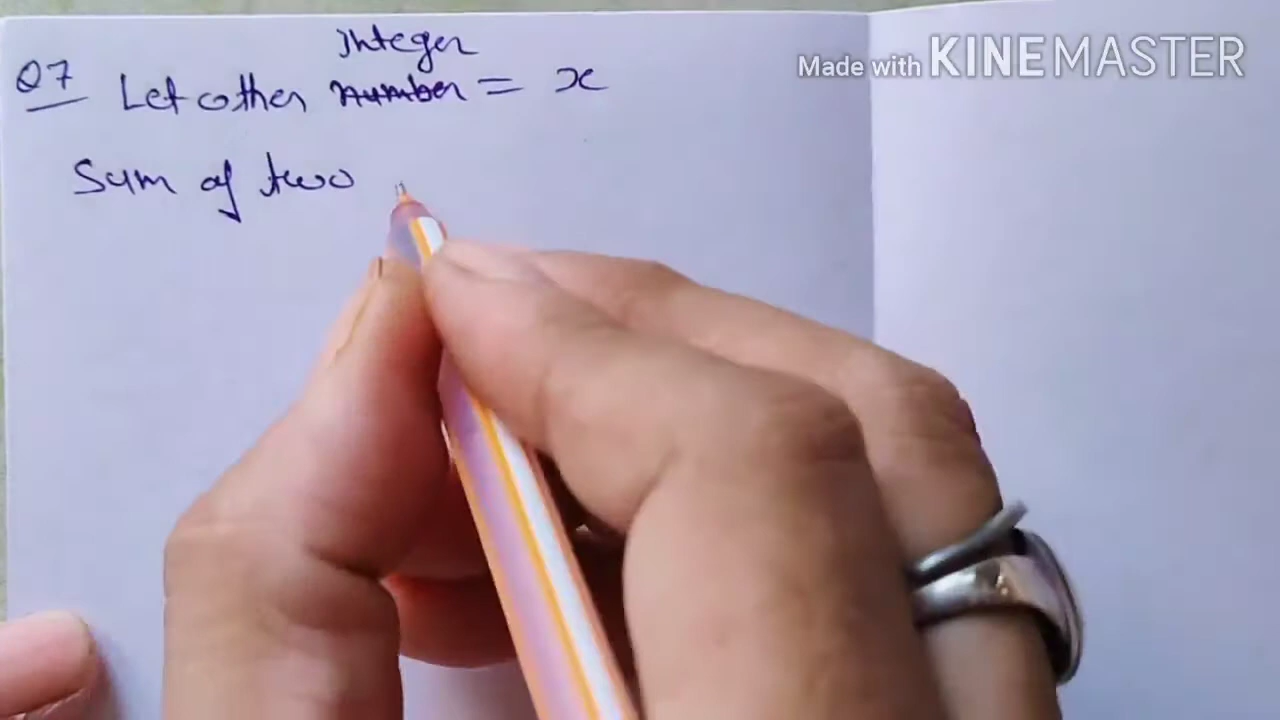 Integer
Q7 Let other number = x
Sum of two
Made with KINEMASTER